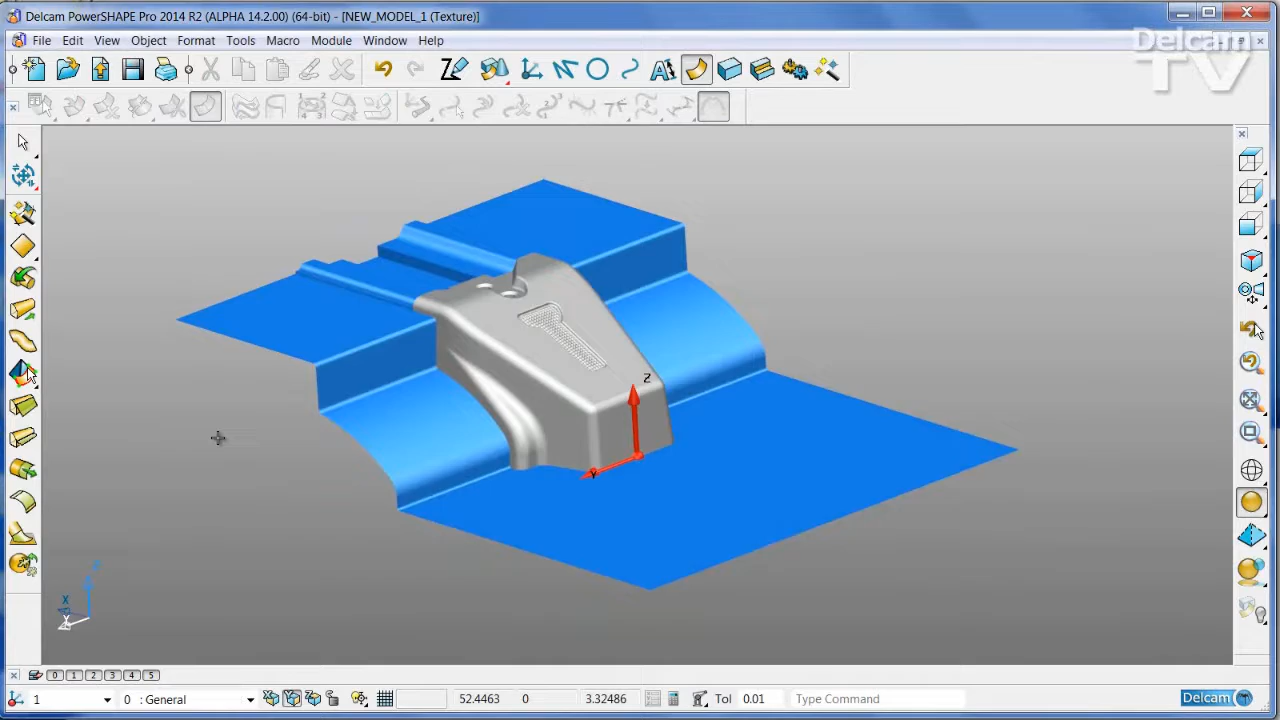 Delcam PowerSHAPE Pro 2014 R2 (ALPHA 14.2.00) (64-bit) - [NEW_MODEL_1 (Texture)]
File Edit View Object Format Tools Macro Module Window Help
Delcam
TV
Z
Y
Z
X
Y
0 1 2 3 4 5
1 0 : General 52.4463 0 3.32486 Tol 0.01 Type Command Delcam